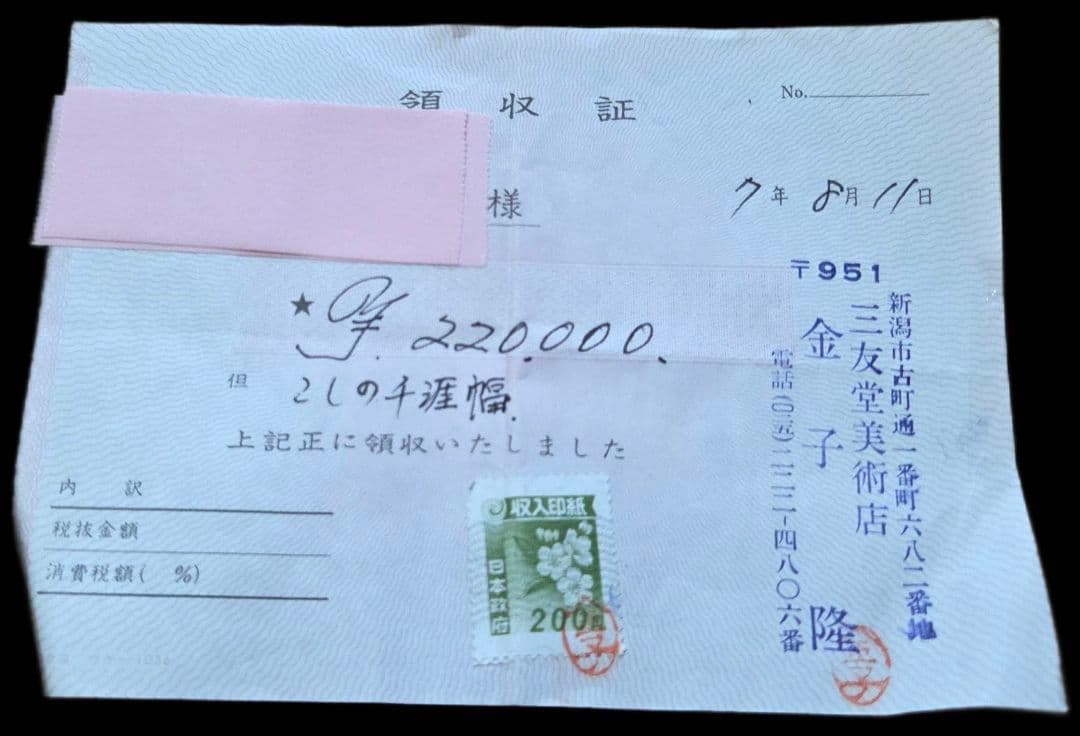 領収証
No.
様
7年 8月 11日
★ ¥ 220,000.
但 こしの千涯幅.
上記正に領収いたしました
内訳
税抜金額
消費税額( %)
収入印紙
日本政府
200円
〒951
新潟市古町通一番町六八二番地
三友堂美術店
金子隆
電話(〇二五)二二二-四八〇六番